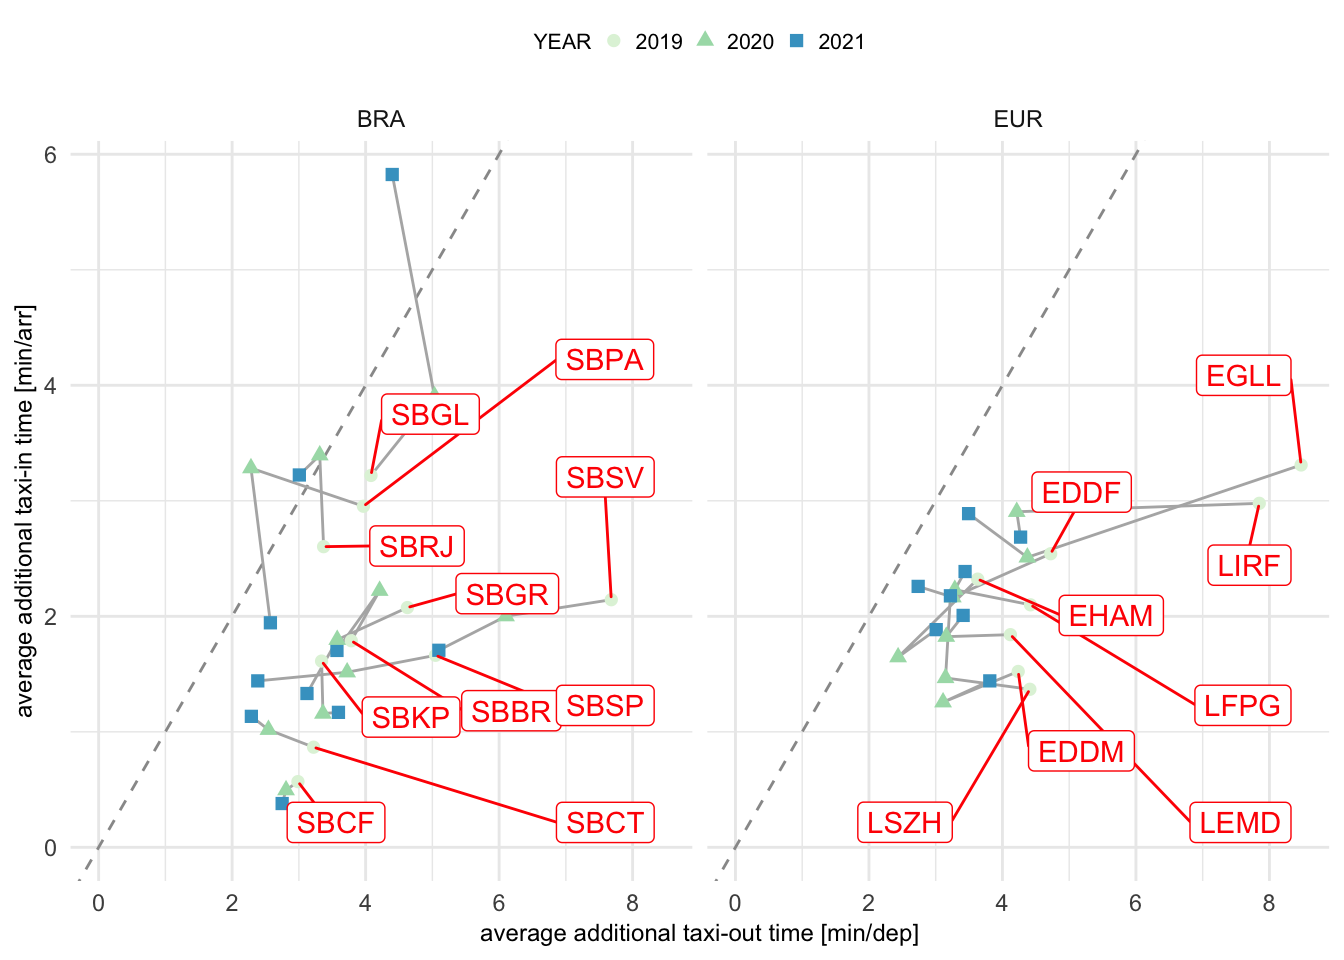 YEAR 2019 2020 2021
BRA
EUR
average additional taxi-in time [min/arr]
6
4
2
0
SBPA
SBGL
SBSV
SBRJ
SBGR
SBKP
SBBR
SBSP
SBCF
SBCT
EGLL
EDDF
LIRF
EHAM
LFPG
EDDM
LSZH
LEMD
0 2 4 6 8
0 2 4 6 8
average additional taxi-out time [min/dep]